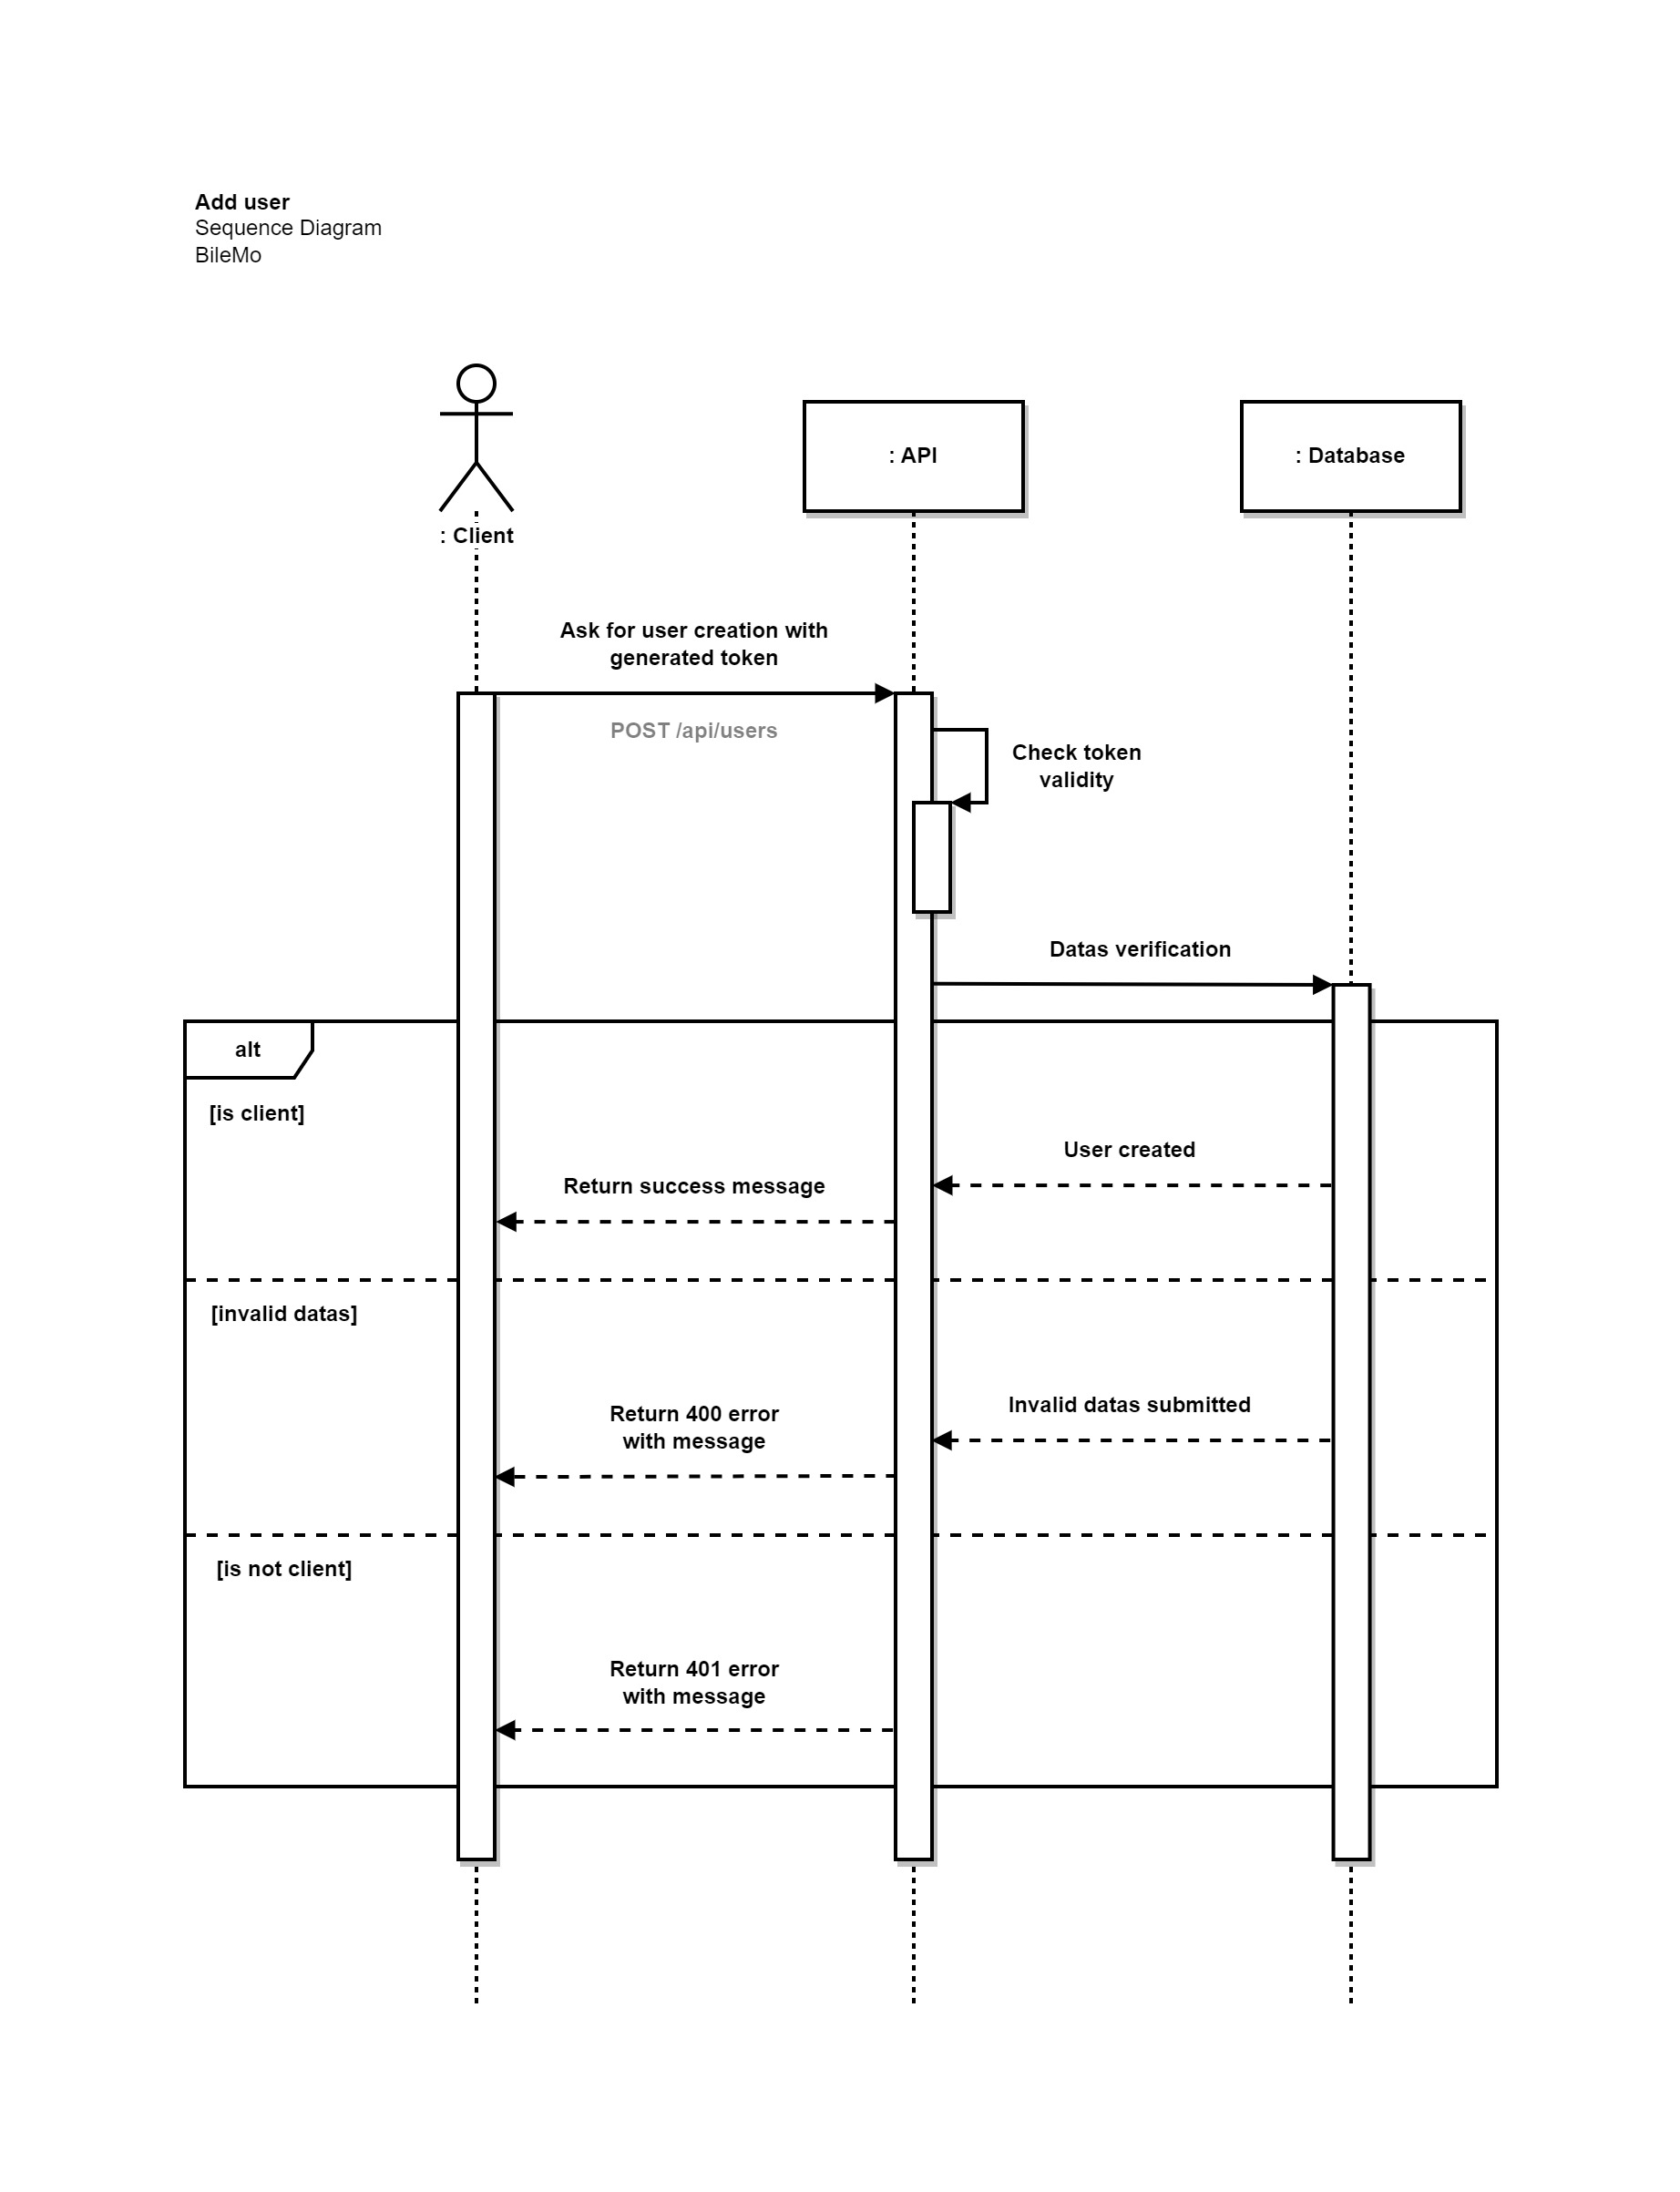 Add user
Sequence Diagram
BileMo
: Client
: API
: Database
Ask for user creation with
generated token
POST /api/users
Check token
validity
Datas verification
alt
[is client]
User created
Return success message
[invalid datas]
Invalid datas submitted
Return 400 error
with message
[is not client]
Return 401 error
with message